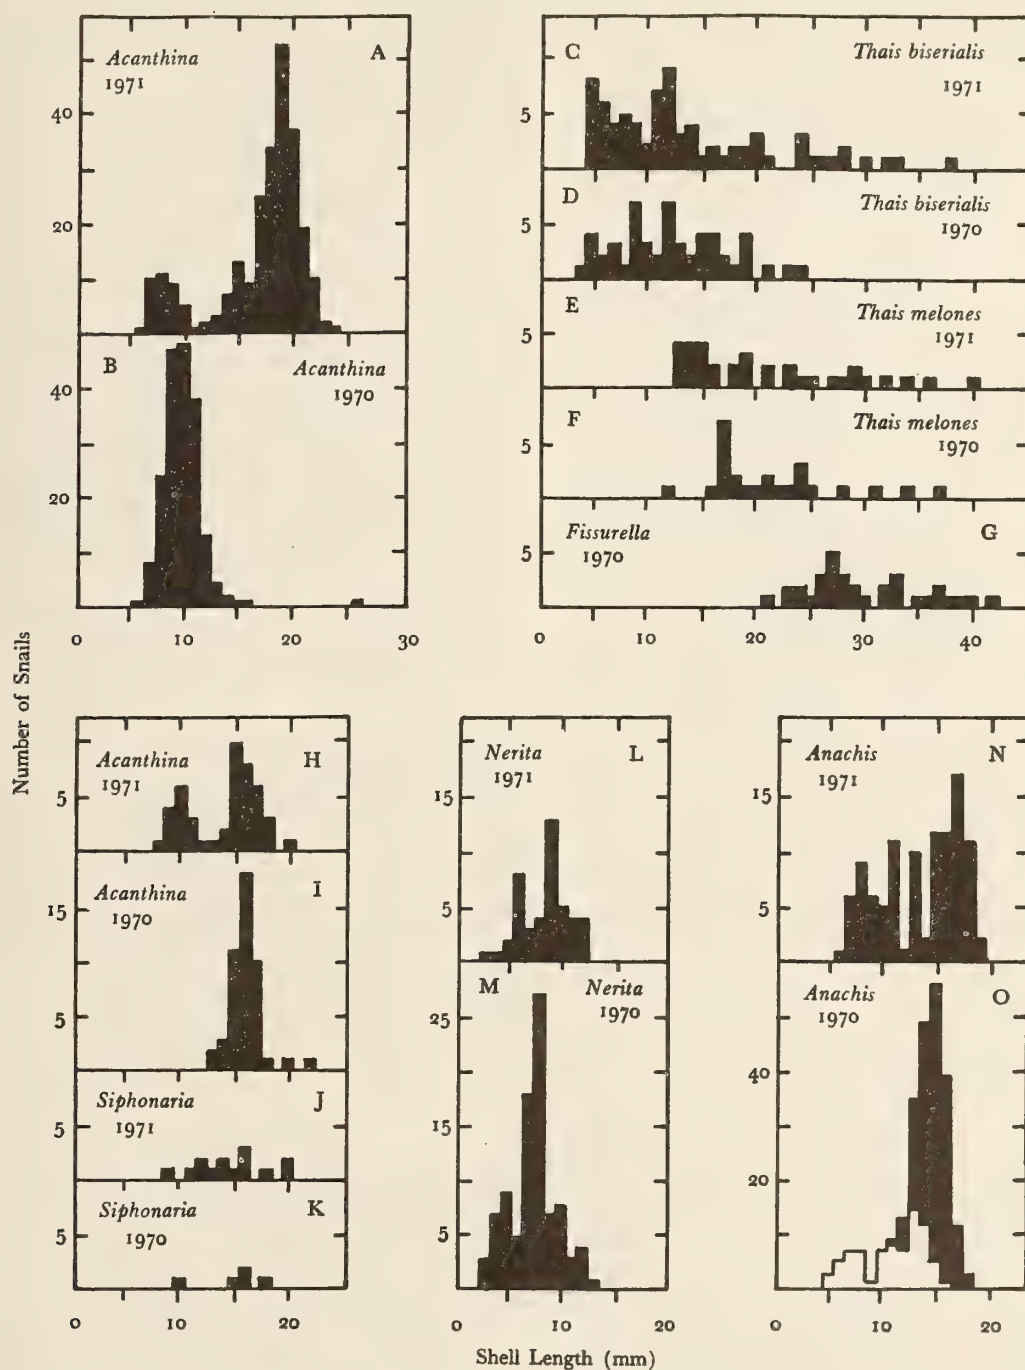 Acanthina
1971
A
40
20
B
Acanthina
1970
40
20
0 10 20 30
C
Thais biserialis
1971
5
D
Thais biserialis
1970
5
E
Thais melones
1971
5
F
Thais melones
1970
5
Fissurella
1970
G
5
0 10 20 30 40
Number of Snails
Acanthina
1971
H
5
Acanthina
1970
I
15
5
Siphonaria
1971
J
5
Siphonaria
1970
K
5
0 10 20
Nerita
1971
L
15
5
M
Nerita
1970
25
15
5
0 10 20
Anachis
1971
N
15
5
Anachis
1970
O
40
20
0 10 20
Shell Length (mm)